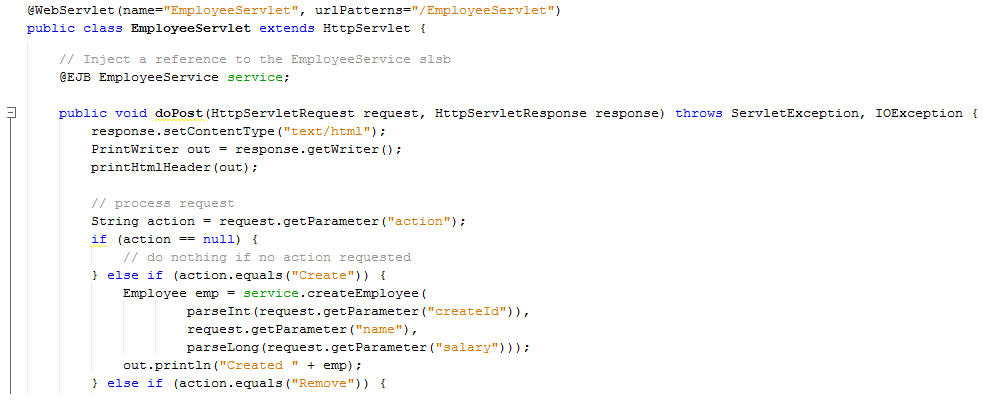 @WebServlet(name="EmployeeServlet", urlPatterns="/EmployeeServlet")
public class EmployeeServlet extends HttpServlet {
// Inject a reference to the EmployeeService slsb
@EJB EmployeeService service;
public void doPost(HttpServletRequest request, HttpServletResponse response) throws ServletException, IOException {
response.setContentType("text/html");
PrintWriter out = response.getWriter();
printHtmlHeader(out);
// process request
String action = request.getParameter("action");
if (action == null) {
// do nothing if no action requested
} else if (action.equals("Create")) {
Employee emp = service.createEmployee(
parseInt(request.getParameter("createId")),
request.getParameter("name"),
parseLong(request.getParameter("salary")));
out.println("Created " + emp);
} else if (action.equals("Remove")) {